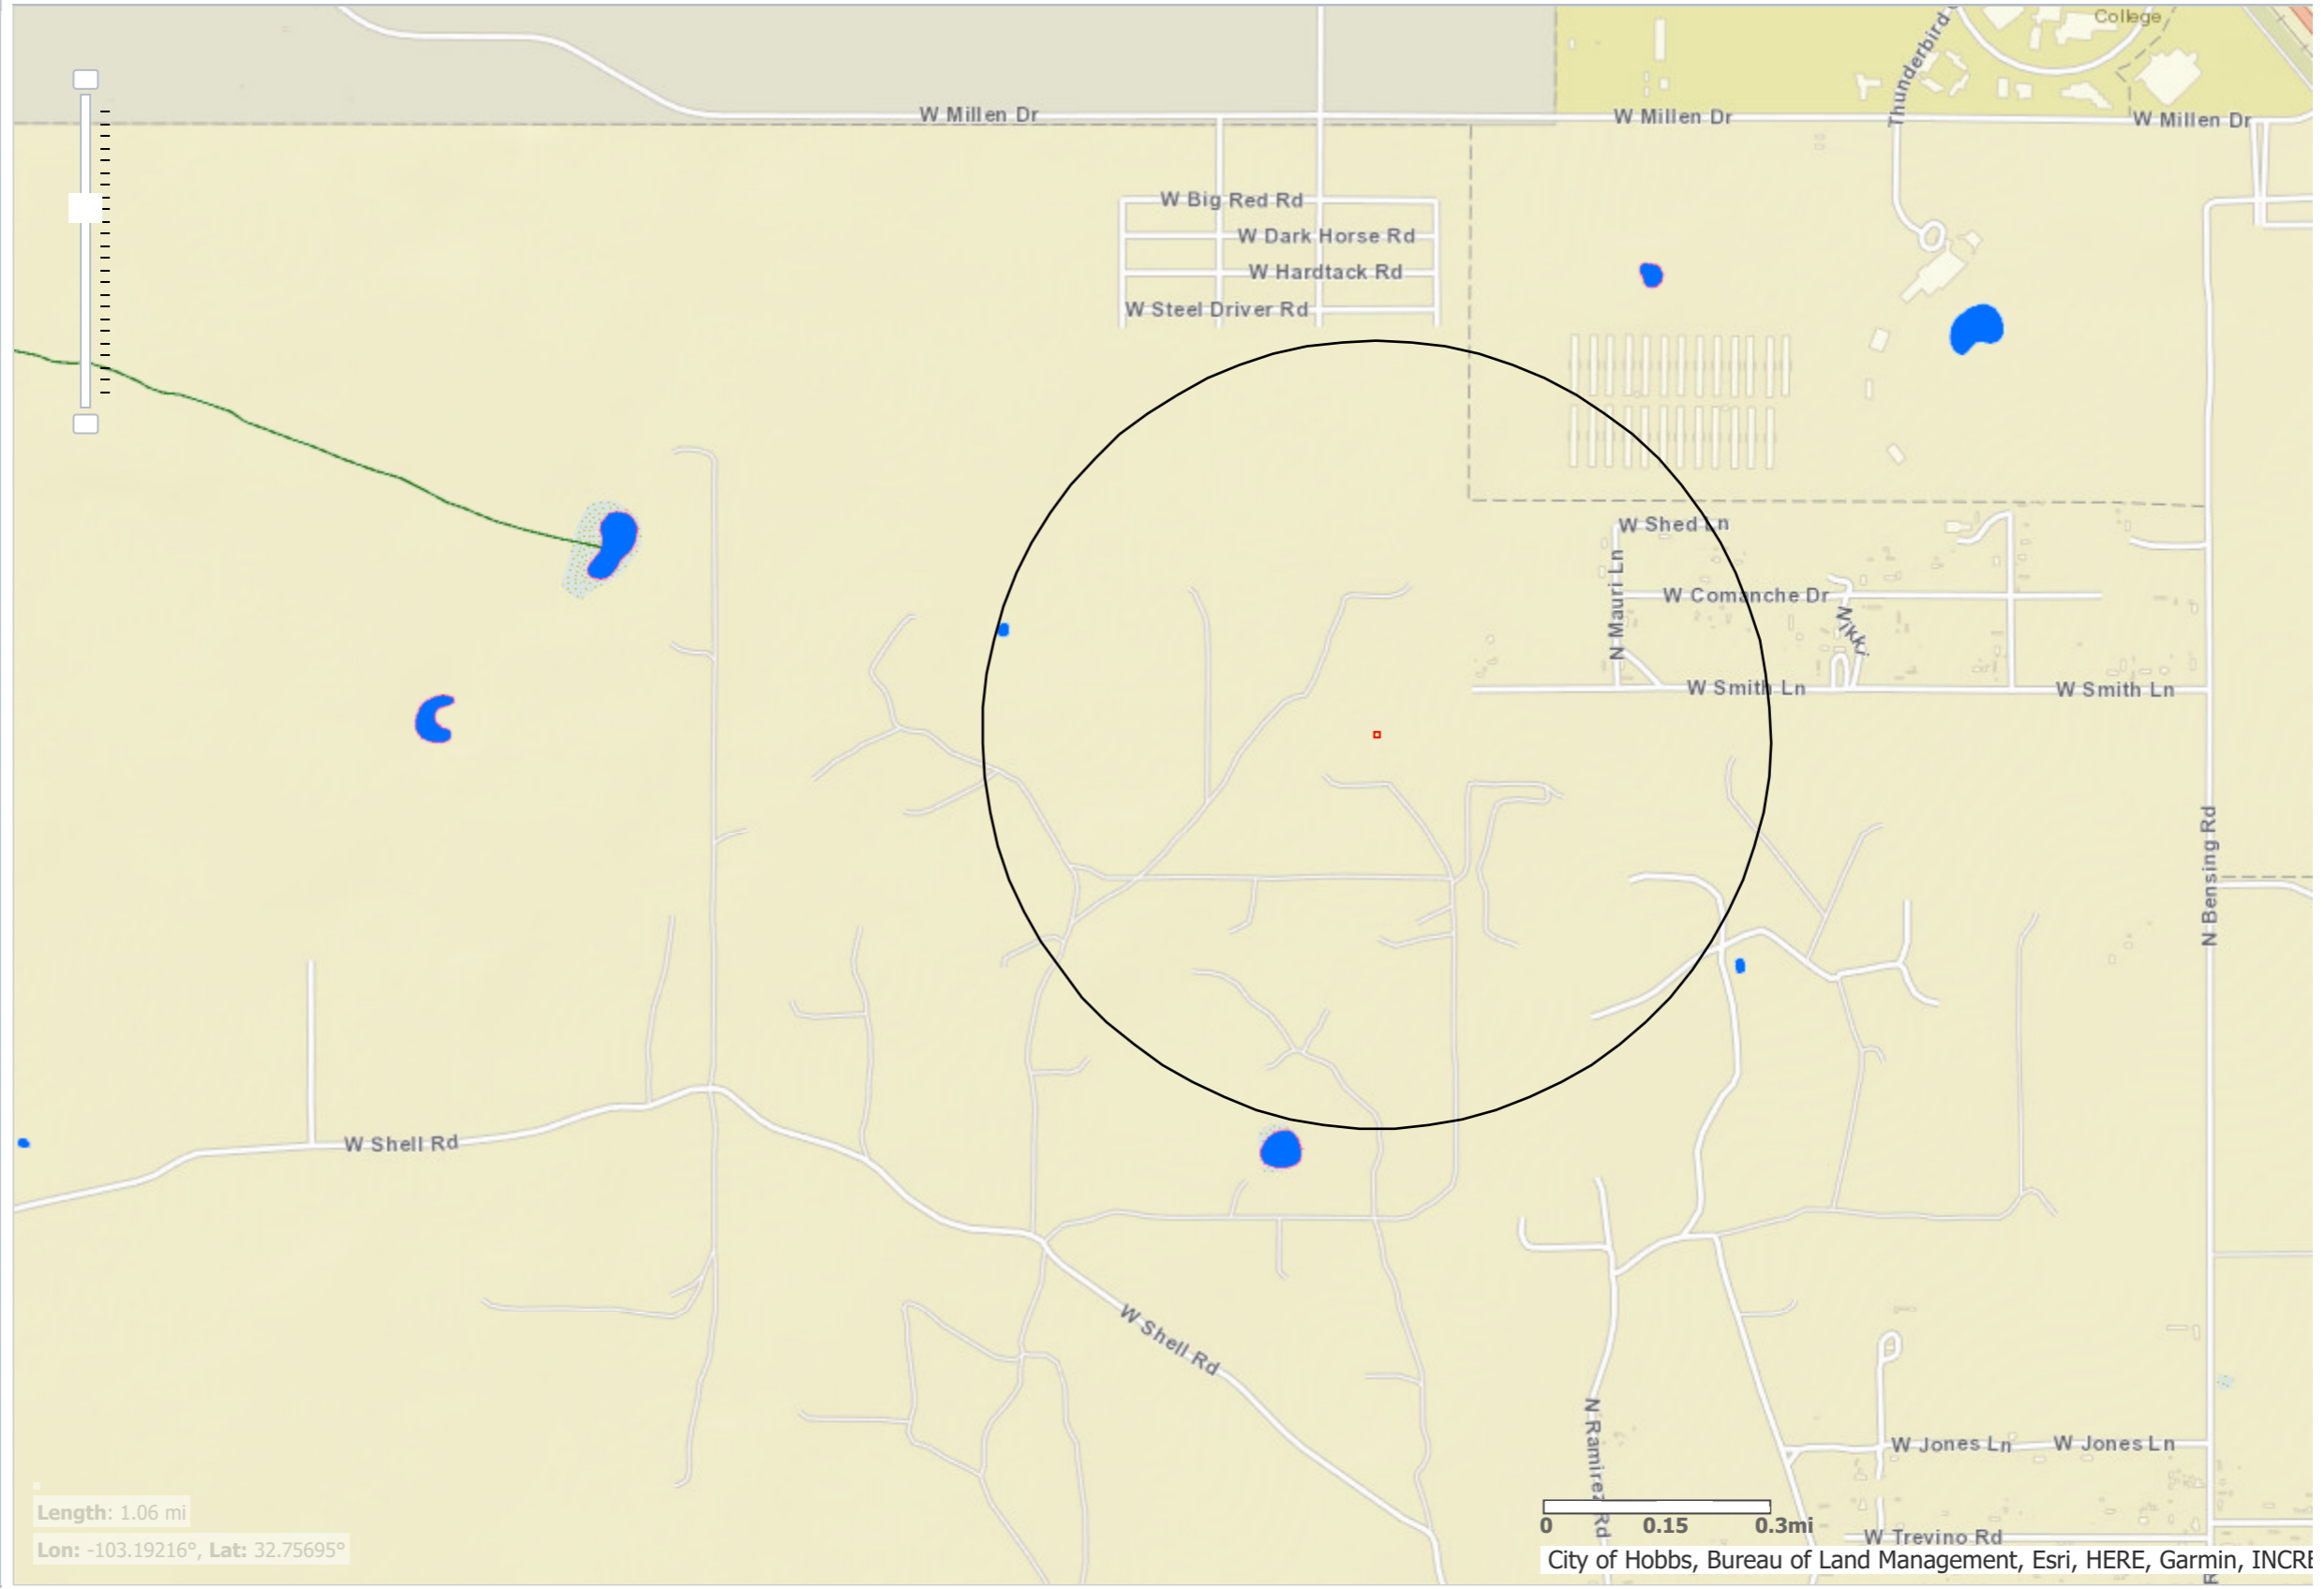 College
Thunderbird
W Millen Dr
W Millen Dr
W Millen Dr
W Big Red Rd
W Dark Horse Rd
W Hardtack Rd
W Steel Driver Rd
W Shed Ln
N Mauri Ln
W Comanche Dr
Vikki
W Smith Ln
W Smith Ln
N Bensing Rd
W Shell Rd
W Shell Rd
N Ramirez Rd
W Jones Ln
W Jones Ln
W Trevino Rd
Length: 1.06 mi
Lon: -103.19216°, Lat: 32.75695°
0 0.15 0.3mi
City of Hobbs, Bureau of Land Management, Esri, HERE, Garmin, INCRE